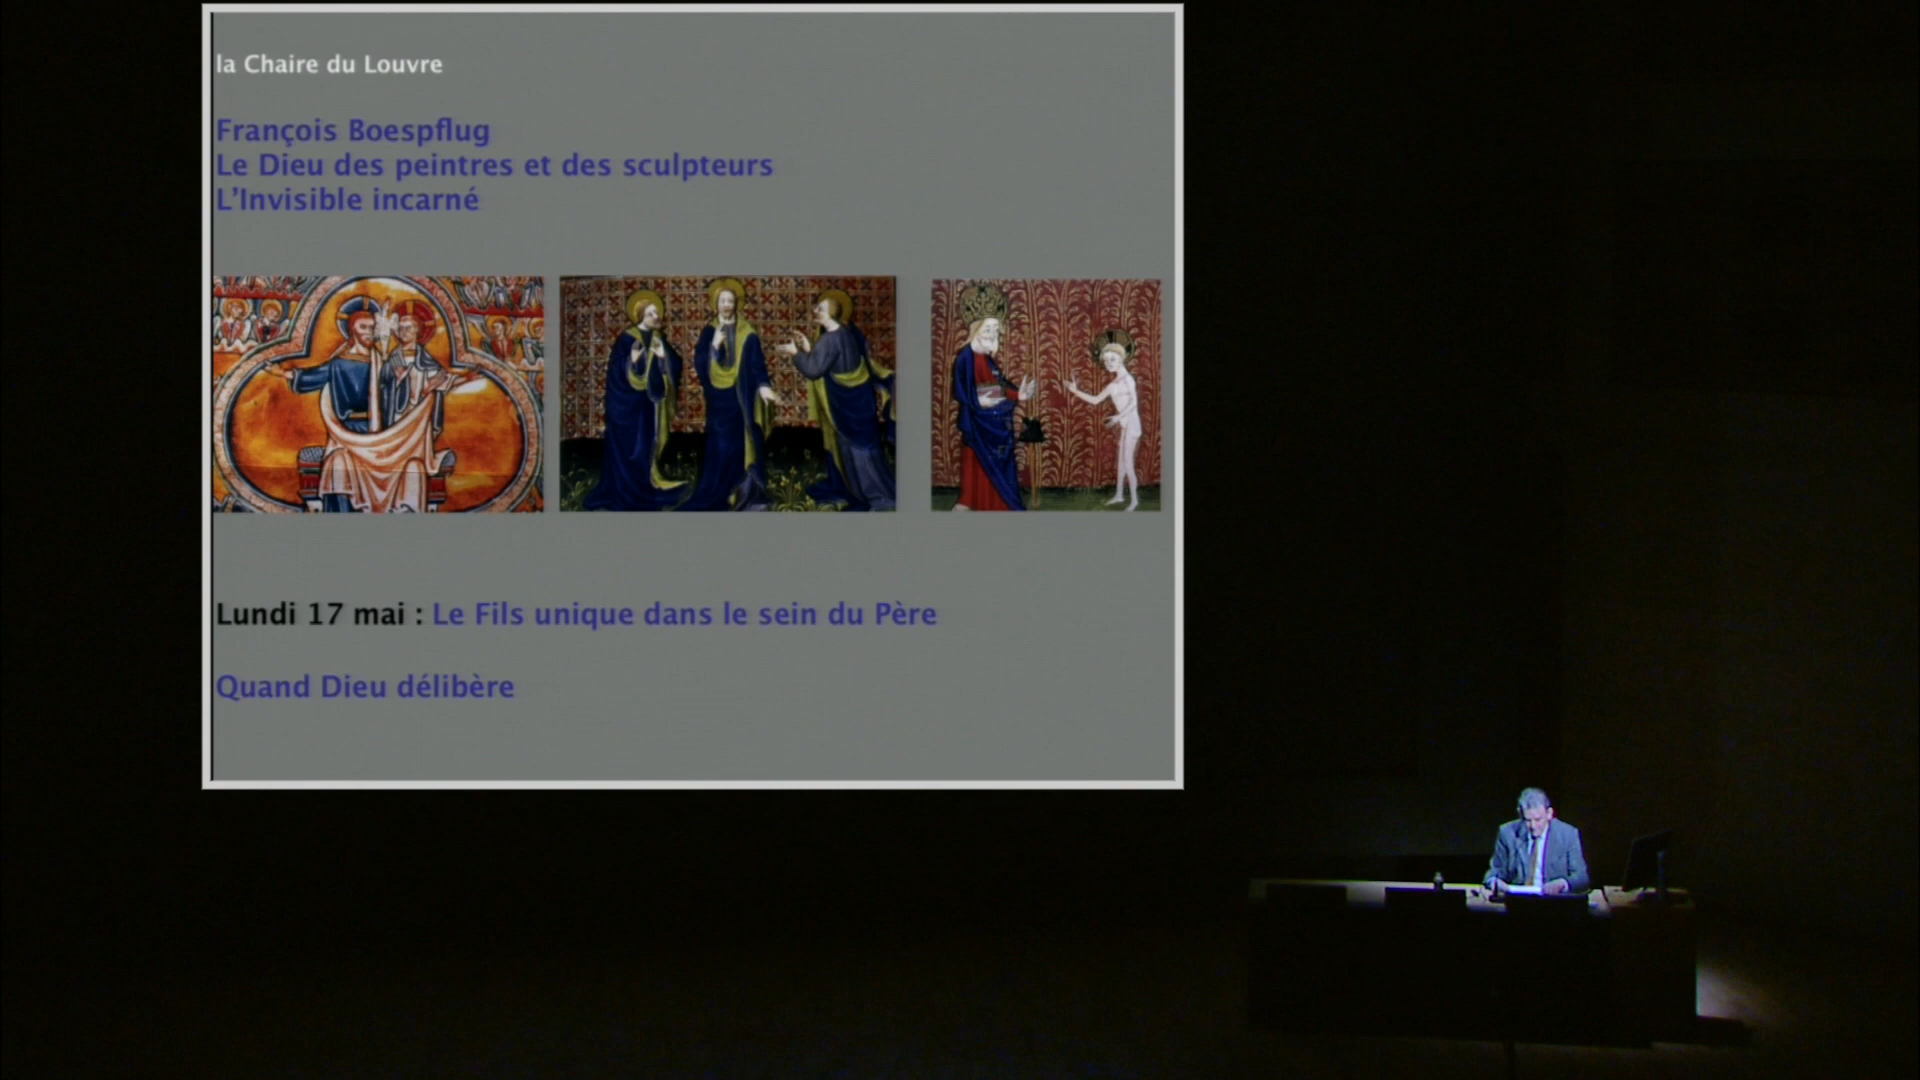 la Chaire du Louvre
François Boespflug
Le Dieu des peintres et des sculpteurs
L'Invisible incarné
Lundi 17 mai : Le Fils unique dans le sein du Père
Quand Dieu délibère